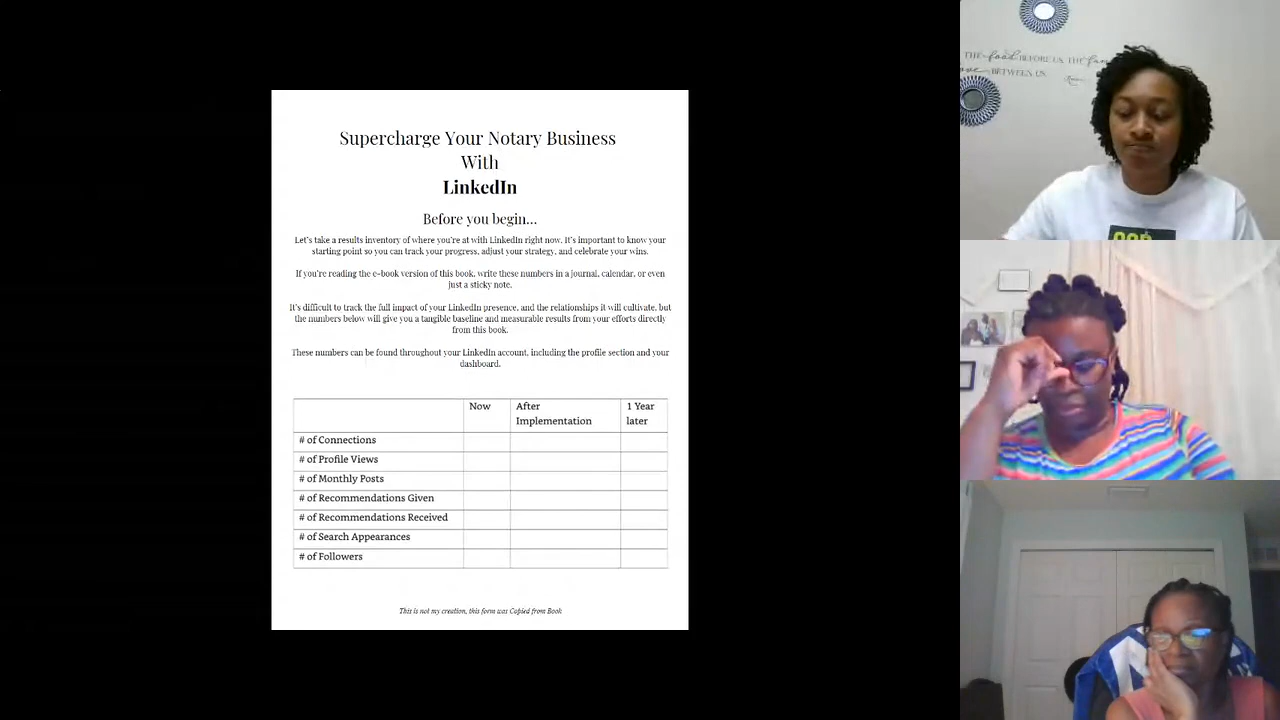 Supercharge Your Notary Business
With
LinkedIn
Before you begin...
Let's take a results inventory of where you're at with LinkedIn right now. It's important to know your
starting point so you can track your progress, adjust your strategy, and celebrate your wins.
If you're reading the e-book version of this book, write these numbers in a journal, calendar, or even
just a sticky note.
It's difficult to track the full impact of your LinkedIn presence, and the relationships it will cultivate, but
the numbers below will give you a tangible baseline and measurable results from your efforts directly
from this book.
These numbers can be found throughout your LinkedIn account, including the profile section and your
dashboard.
Now After 1 Year
Implementation later
# of Connections
# of Profile Views
# of Monthly Posts
# of Recommendations Given
# of Recommendations Received
# of Search Appearances
# of Followers
This is not my creation, this form was Copied from Book
THE food BEFORE US, THE
BETWEEN US